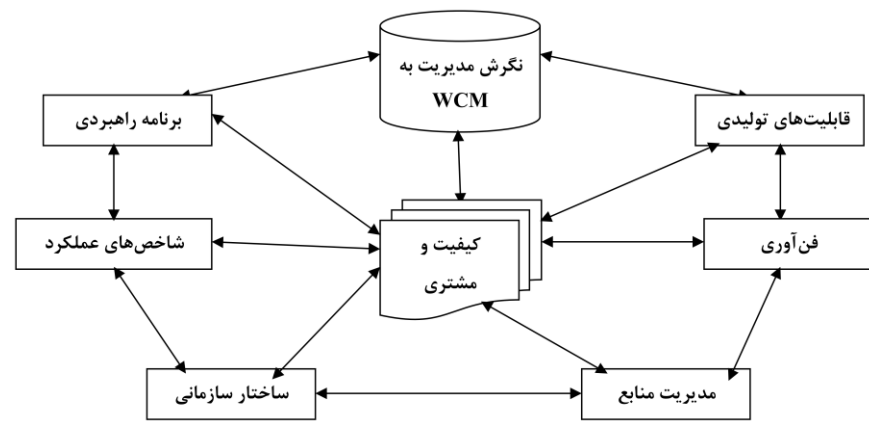 نگرش مدیریت به
WCM
برنامه راهبردی
قابلیت‌های تولیدی
شاخص‌های عملکرد
کیفیت و
مشتری
فن‌آوری
ساختار سازمانی
مدیریت منابع